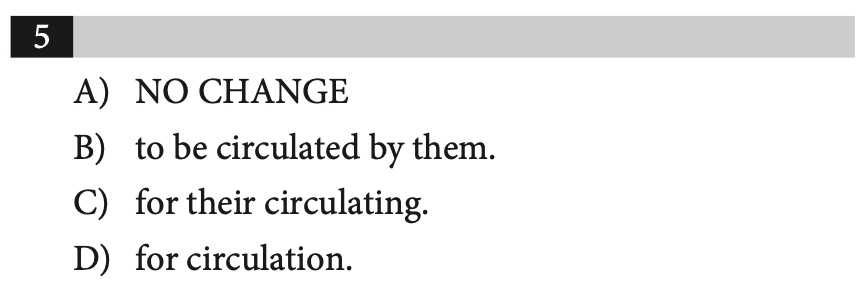 5
A) NO CHANGE
B) to be circulated by them.
C) for their circulating.
D) for circulation.